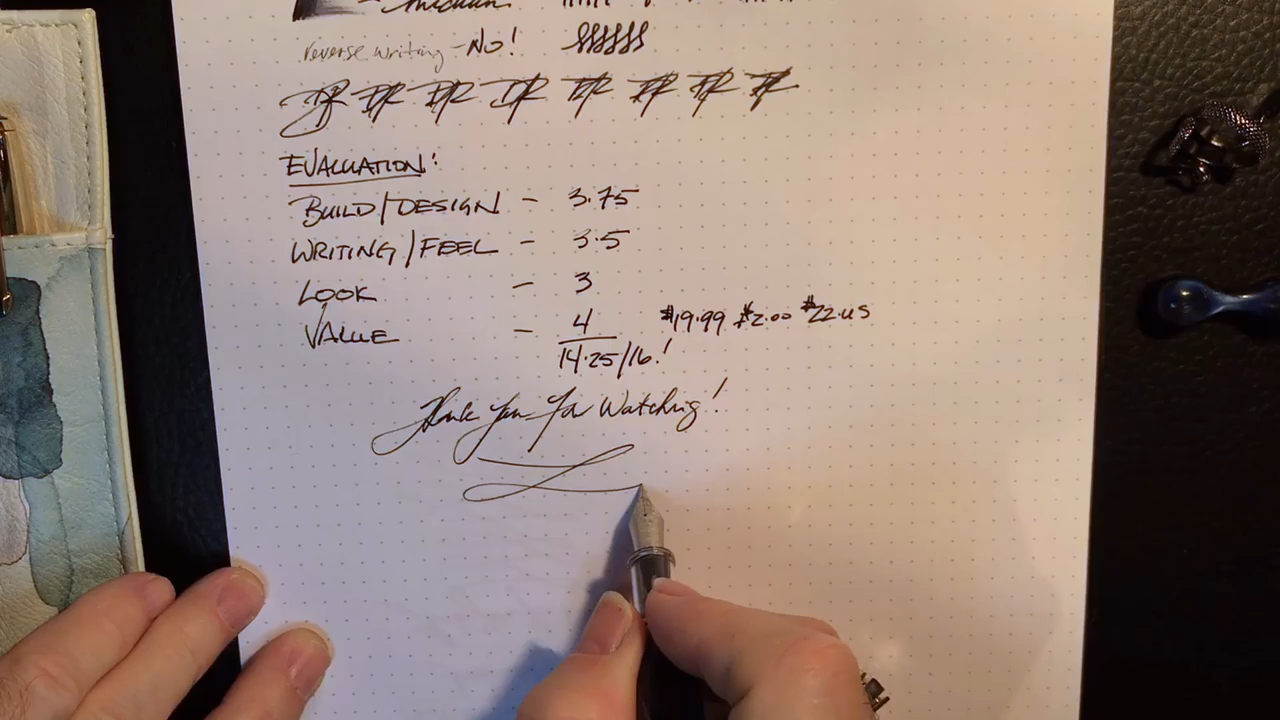 reverse writing - No!
EVALUATION:
BUILD/DESIGN - 3.75
WRITING/FEEL - 3.5
LOOK - 3
VALUE - 4 $19.99 $2.00 $22.US
14.25/16!
Thank You For Watching!